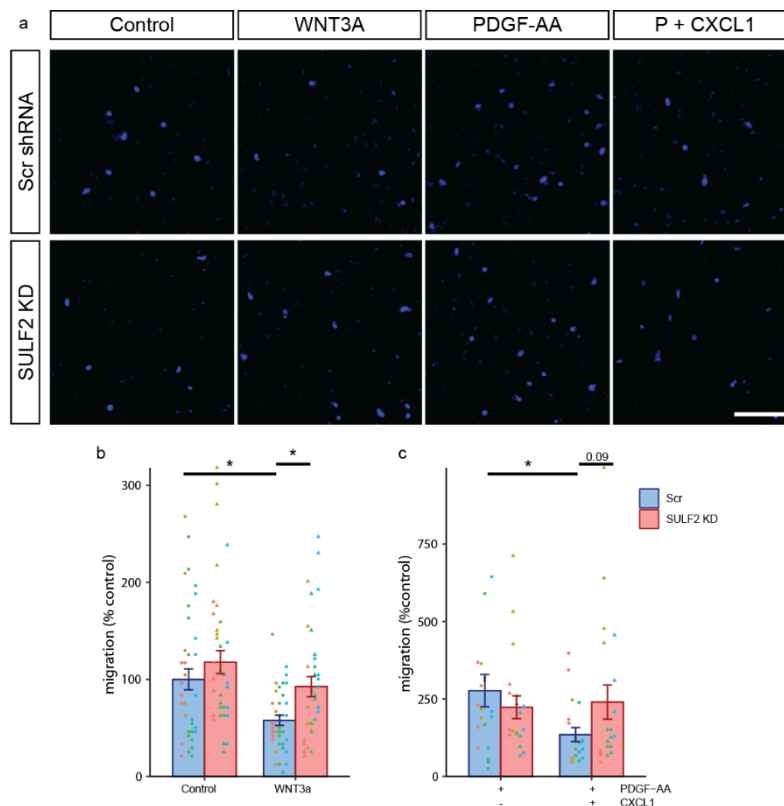 a
Control WNT3A PDGF-AA P + CXCL1
Scr shRNA
SULF2 KD
b
* *
300
200
100
0
migration (% control)
Control WNT3a
c
* 0.09
750
500
250
0
migration (%control)
Scr
SULF2 KD
+ + PDGF-AA
- + CXCL1